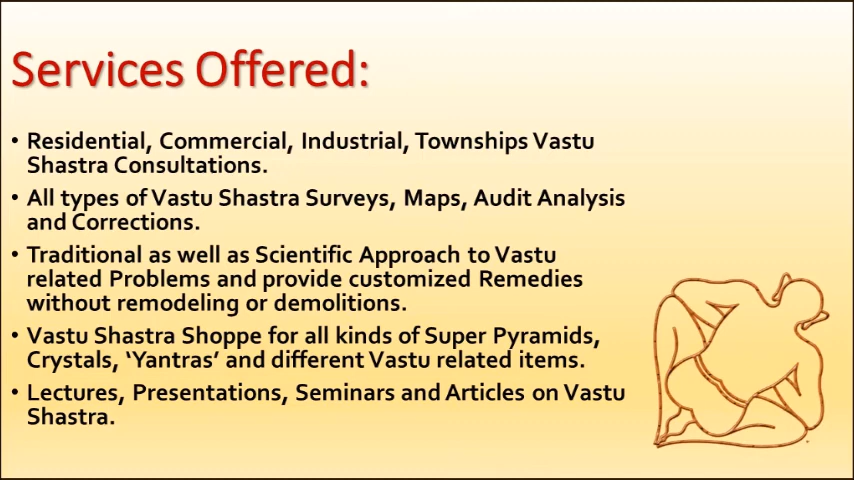 Services Offered:
• Residential, Commercial, Industrial, Townships Vastu
Shastra Consultations.
• All types of Vastu Shastra Surveys, Maps, Audit Analysis
and Corrections.
• Traditional as well as Scientific Approach to Vastu
related Problems and provide customized Remedies
without remodeling or demolitions.
• Vastu Shastra Shoppe for all kinds of Super Pyramids,
Crystals, ‘Yantras’ and different Vastu related items.
• Lectures, Presentations, Seminars and Articles on Vastu
Shastra.